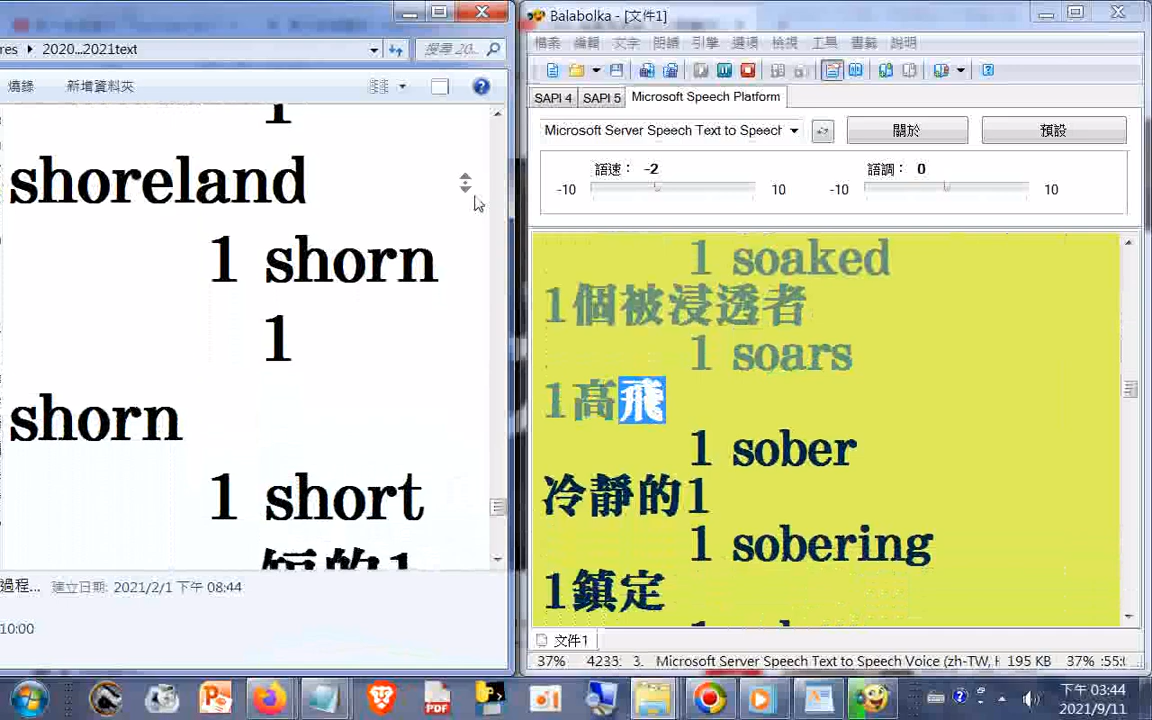 res ▸ 2020...2021text
搜尋 20...
燒錄 新增資料夾
1
shoreland
1 shorn
1
shorn
1 short
短的1
過程... 建立日期: 2021/2/1 下午 08:44
10:00
Balabolka - [文件1]
檔案 編輯 文字 朗讀 引擎 選項 檢視 工具 書籤 說明
SAPI 4 SAPI 5 Microsoft Speech Platform
Microsoft Server Speech Text to Speech
關於 預設
語速： -2 語調： 0
-10 10 -10 10
1 soaked
1個被浸透者
1 soars
1高飛
1 sober
冷靜的1
1 sobering
1鎮定
文件1
37% 4235: 3. Microsoft Server Speech Text to Speech Voice (zh-TW, H 195 KB 37% :55:
下午 03:44
2021/9/11